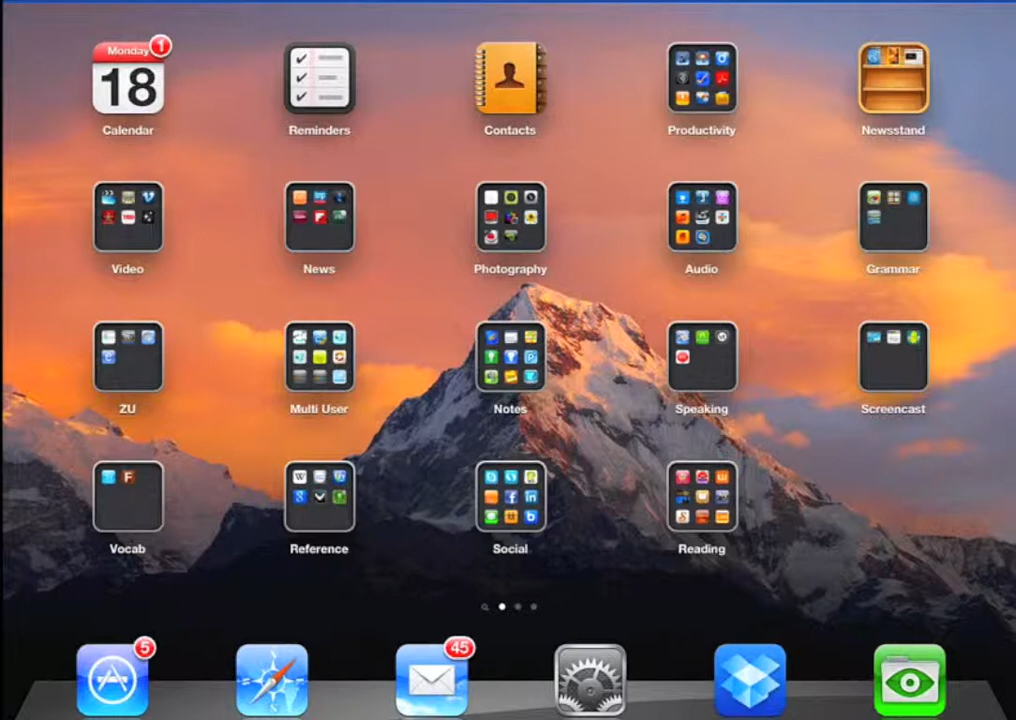 Monday 1
18
Calendar Reminders Contacts Productivity Newsstand
Video News Photography Audio Grammar
ZU Multi User Notes Speaking Screencast
Vocab Reference Social Reading
5 45